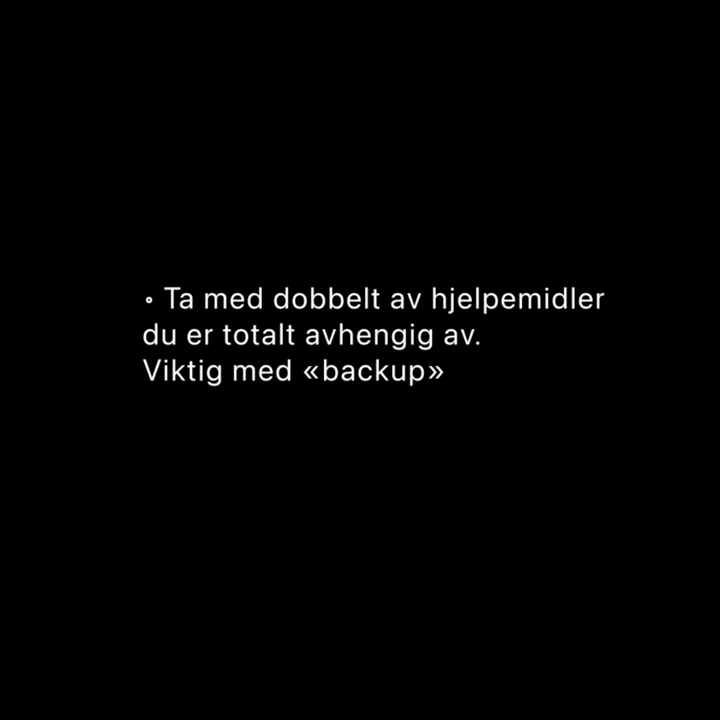 • Ta med dobbelt av hjelpemidler
du er totalt avhengig av.
Viktig med «backup»